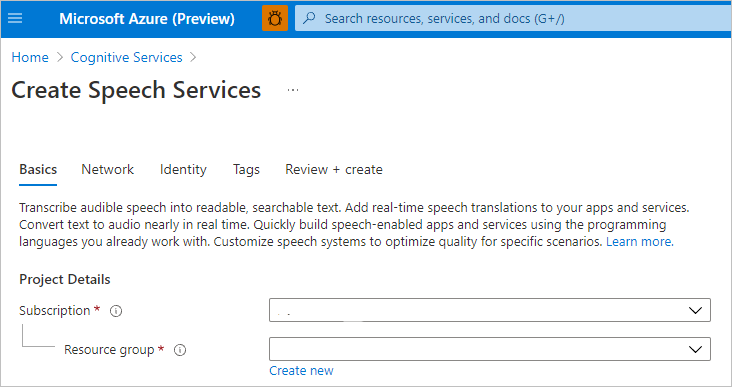 Microsoft Azure (Preview) Search resources, services, and docs (G+/)
Home Cognitive Services
Create Speech Services ...
Basics Network Identity Tags Review + create
Transcribe audible speech into readable, searchable text. Add real-time speech translations to your apps and services.
Convert text to audio nearly in real time. Quickly build speech-enabled apps and services using the programming
languages you already work with. Customize speech systems to optimize quality for specific scenarios. Learn more.
Project Details
Subscription *
Resource group *
Create new